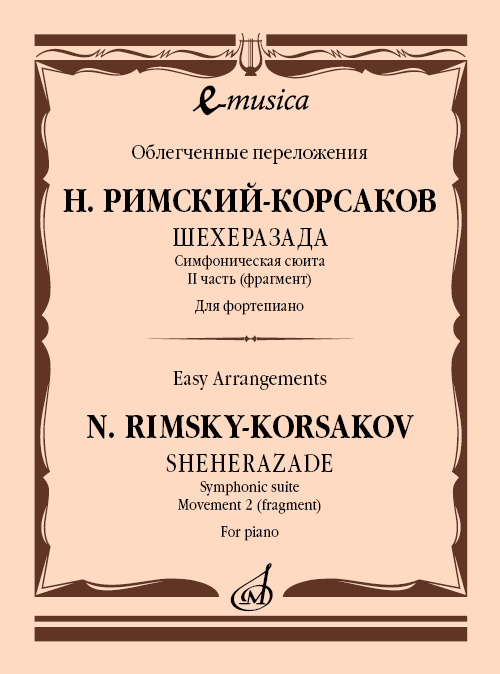 e-musica
Облегченные переложения
Н. РИМСКИЙ-КОРСАКОВ
ШЕХЕРАЗАДА
Симфоническая сюита
II часть (фрагмент)
Для фортепиано
Easy Arrangements
N. RIMSKY-KORSAKOV
SHEHERAZADE
Symphonic suite
Movement 2 (fragment)
For piano